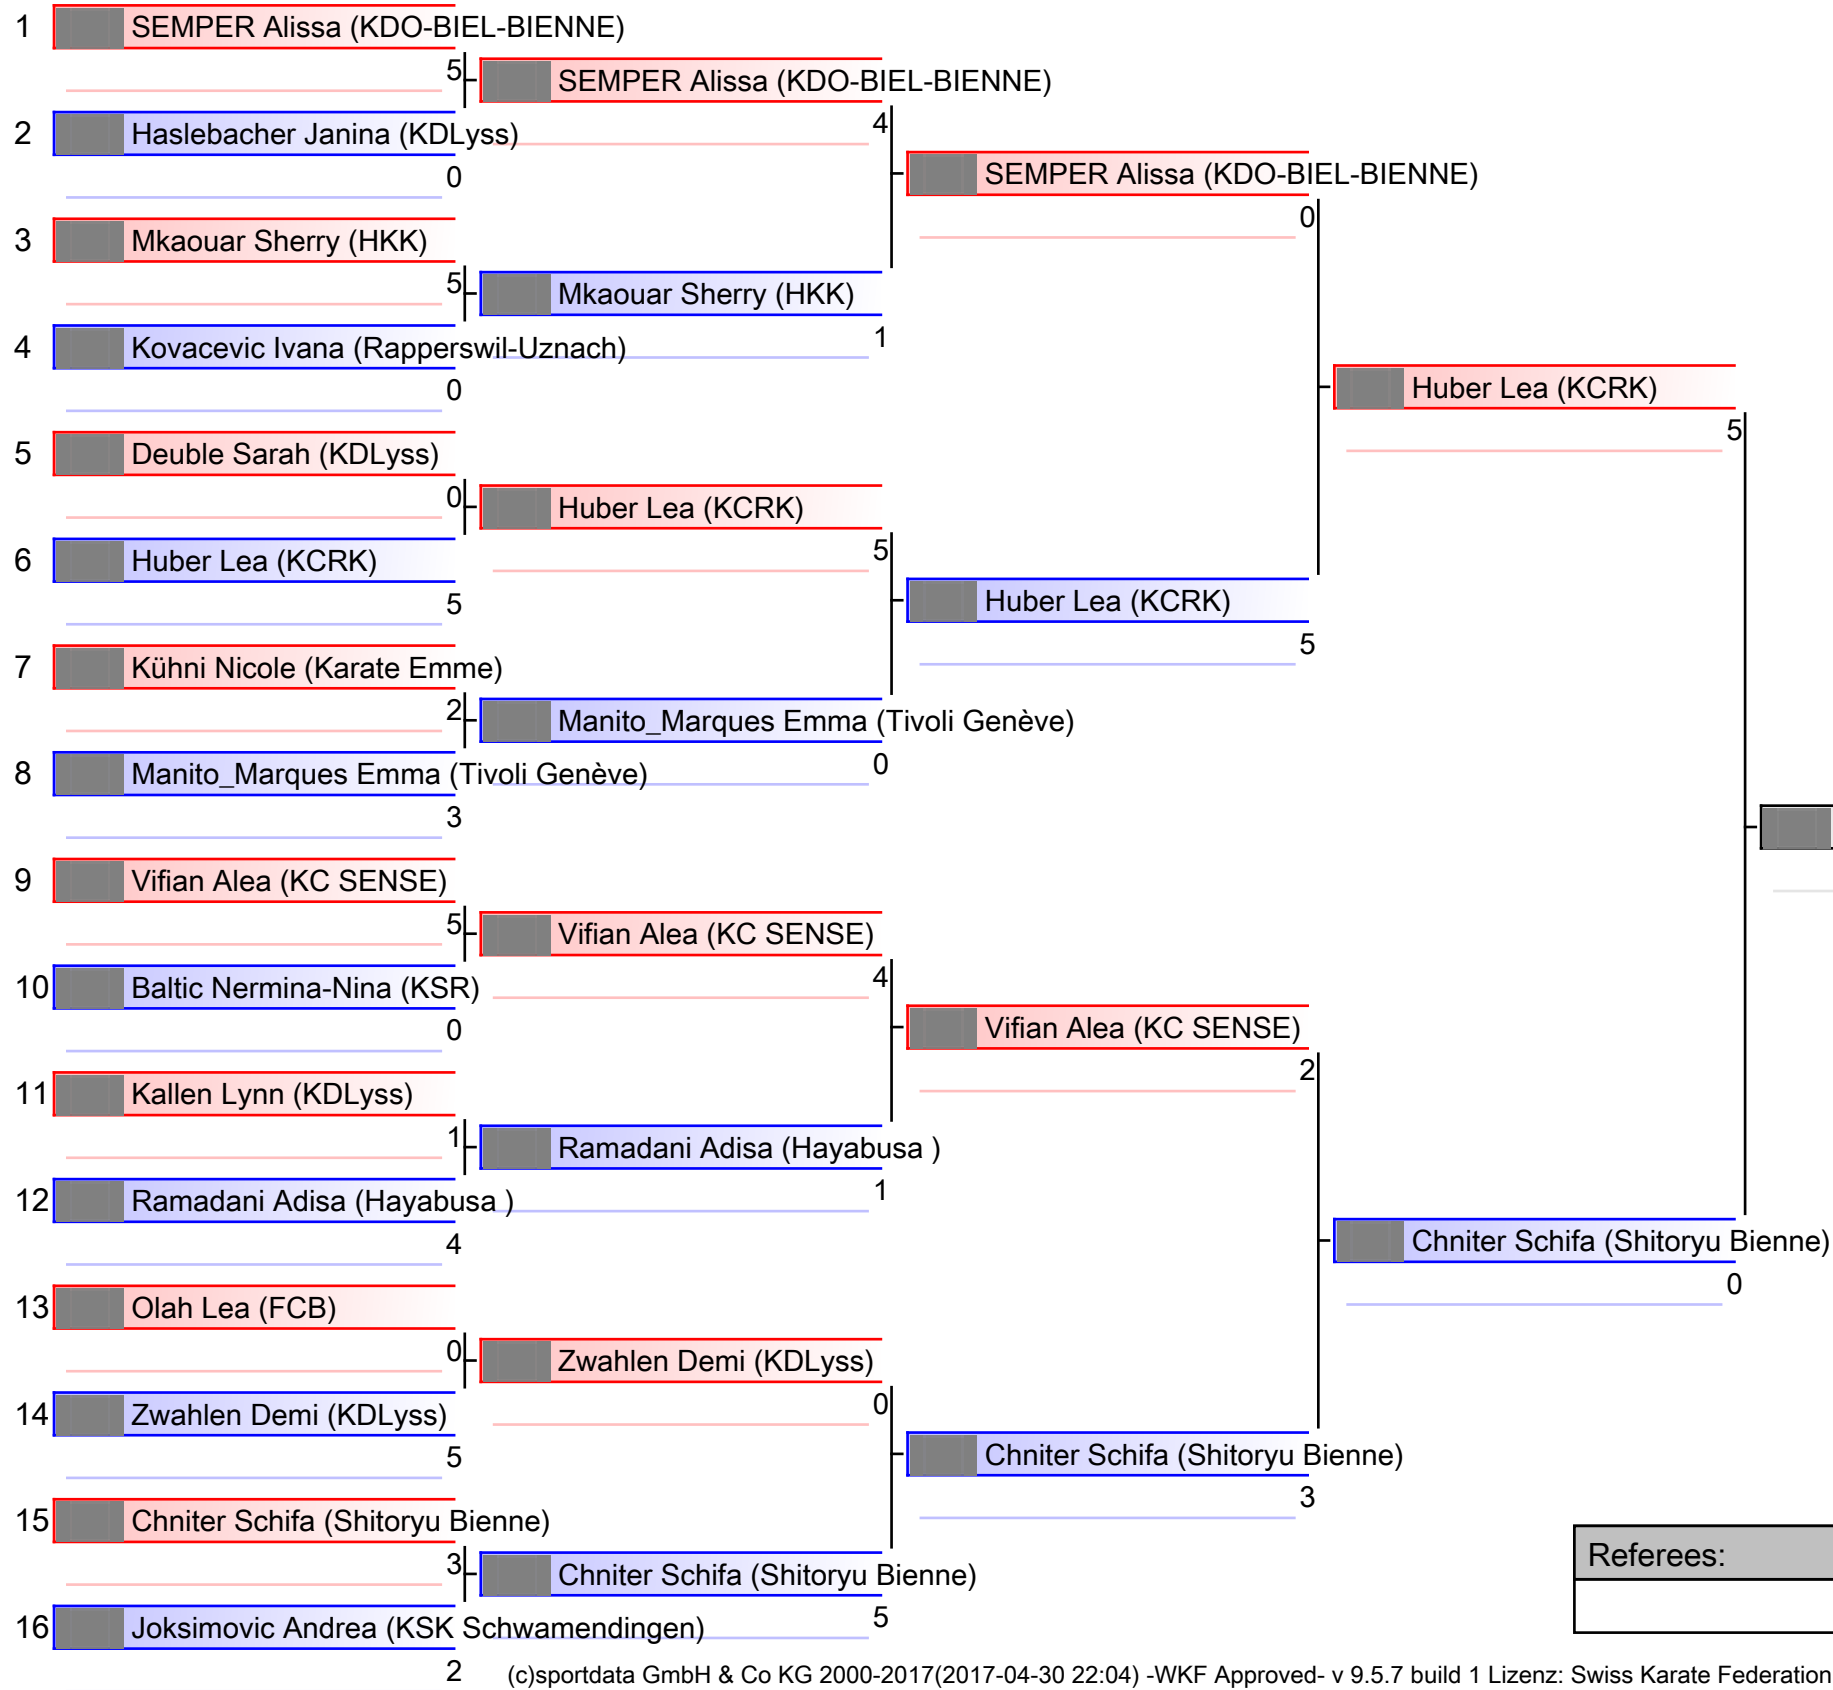 1 SEMPER Alissa (KDO-BIEL-BIENNE)
5
SEMPER Alissa (KDO-BIEL-BIENNE)
4
2 Haslebacher Janina (KDLyss)
0
SEMPER Alissa (KDO-BIEL-BIENNE)
0
3 Mkaouar Sherry (HKK)
5
Mkaouar Sherry (HKK)
1
4 Kovacevic Ivana (Rapperswil-Uznach)
0
Huber Lea (KCRK)
5
5 Deuble Sarah (KDLyss)
0
Huber Lea (KCRK)
5
6 Huber Lea (KCRK)
5
Huber Lea (KCRK)
5
7 Kühni Nicole (Karate Emme)
2
Manito_Marques Emma (Tivoli Genève)
0
8 Manito_Marques Emma (Tivoli Genève)
3
9 Vifian Alea (KC SENSE)
5
Vifian Alea (KC SENSE)
4
10 Baltic Nermina-Nina (KSR)
0
Vifian Alea (KC SENSE)
2
11 Kallen Lynn (KDLyss)
1
Ramadani Adisa (Hayabusa )
1
12 Ramadani Adisa (Hayabusa )
4
Chniter Schifa (Shitoryu Bienne)
0
13 Olah Lea (FCB)
0
Zwahlen Demi (KDLyss)
0
14 Zwahlen Demi (KDLyss)
5
Chniter Schifa (Shitoryu Bienne)
3
15 Chniter Schifa (Shitoryu Bienne)
3
Chniter Schifa (Shitoryu Bienne)
5
16 Joksimovic Andrea (KSK Schwamendingen)
2
Referees:
(c)sportdata GmbH & Co KG 2000-2017(2017-04-30 22:04) -WKF Approved- v 9.5.7 build 1 Lizenz: Swiss Karate Federation